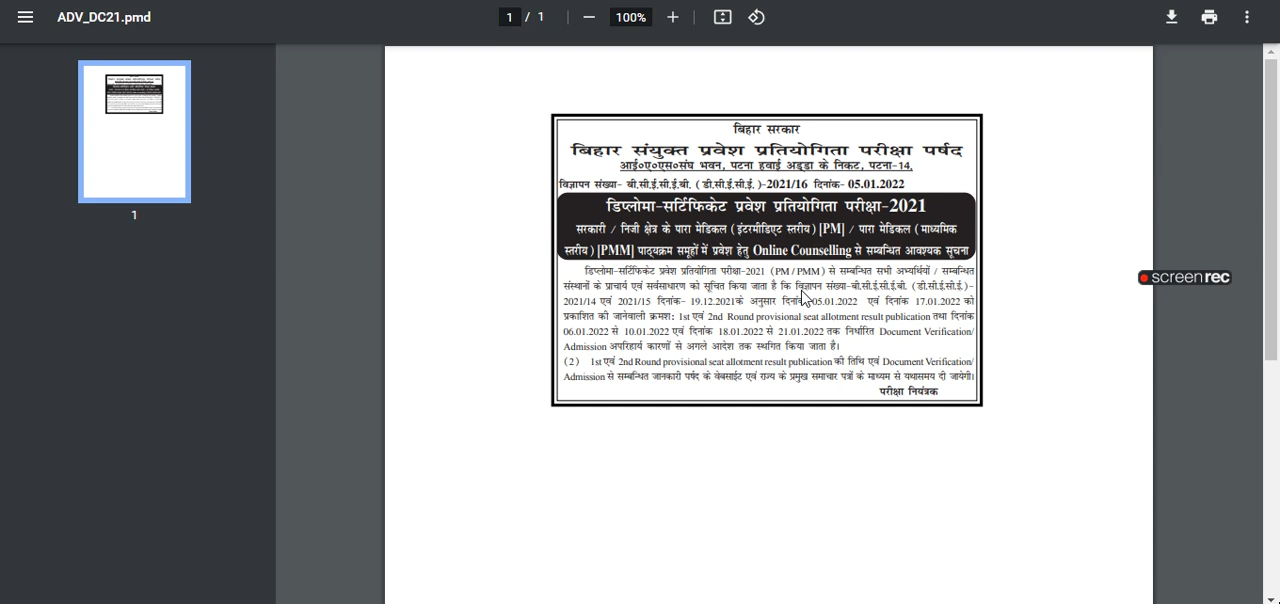 ADV_DC21.pmd
1 / 1
100%
बिहार सरकार
बिहार संयुक्त प्रवेश प्रतियोगिता परीक्षा पर्षद
आई०ए०एस०संघ भवन, पटना हवाई अड्डा के निकट, पटना-14,
विज्ञापन संख्या- बी.सी.ई.सी.ई.बी. ( डी.सी.ई.सी.ई. )-2021/16 दिनांक- 05.01.2022
डिप्लोमा-सर्टिफिकेट प्रवेश प्रतियोगिता परीक्षा-2021
सरकारी / निजी क्षेत्र के पारा मेडिकल ( इंटरमीडिएट स्तरीय ) [PM] / पारा मेडिकल ( माध्यमिक
स्तरीय ) [PMM] पाठ्यक्रम समूहों में प्रवेश हेतु Online Counselling से सम्बन्धित आवश्यक सूचना
डिप्लोमा-सर्टिफिकेट प्रवेश प्रतियोगिता परीक्षा-2021 (PM / PMM) से सम्बन्धित सभी अभ्यर्थियों / सम्बन्धित
संस्थानों के प्राचार्य एवं सर्वसाधारण को सूचित किया जाता है कि विज्ञापन संख्या-बी.सी.ई.सी.ई.बी. (डी.सी.ई.सी.ई.)-
2021/14 एवं 2021/15 दिनांक- 19.12.2021के अनुसार दिनांक 05.01.2022 एवं दिनांक 17.01.2022 को
प्रकाशित की जानेवाली क्रमश: 1st एवं 2nd Round provisional seat allotment result publication तथा दिनांक
06.01.2022 से 10.01.2022 एवं दिनांक 18.01.2022 से 21.01.2022 तक निर्धारित Document Verification/
Admission अपरिहार्य कारणों से अगले आदेश तक स्थगित किया जाता है।
(2) 1st एवं 2nd Round provisional seat allotment result publication की तिथि एवं Document Verification/
Admission से सम्बन्धित जानकारी पर्षद के वेबसाईट एवं राज्य के प्रमुख समाचार पत्रों के माध्यम से यथासमय दी जायेगी।
परीक्षा नियंत्रक
screenrec
1